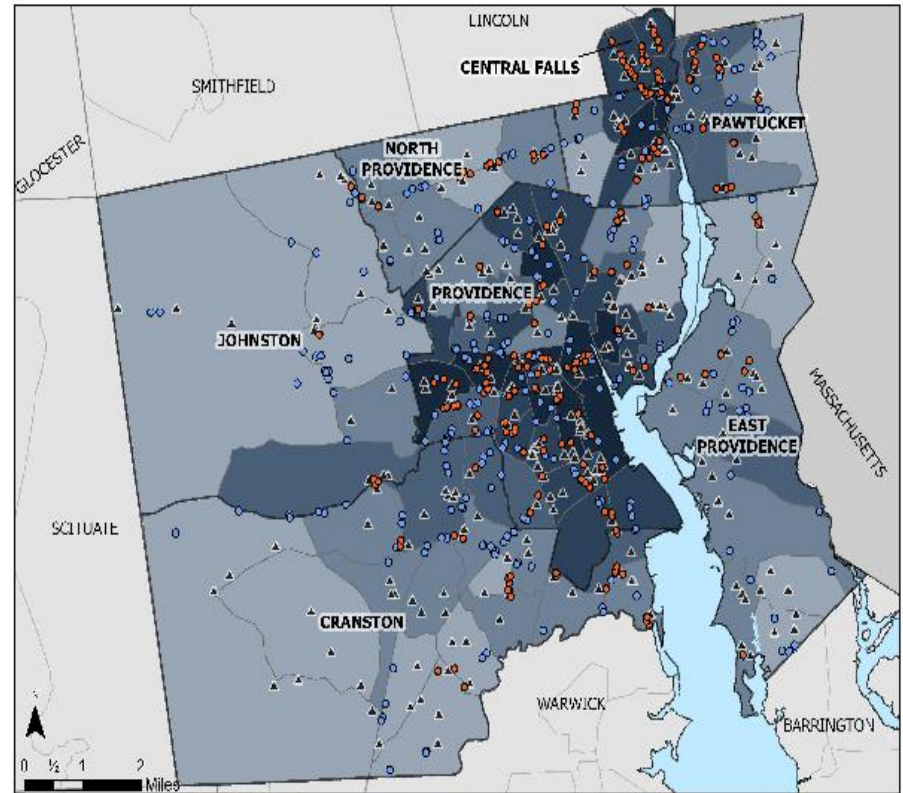 LINCOLN
CENTRAL FALLS
SMITHFIELD
PAWTUCKET
NORTH
PROVIDENCE
GLOCESTER
PROVIDENCE
JOHNSTON
MASSACHUSETTS
EAST
PROVIDENCE
SCITUATE
CRANSTON
WARWICK
BARRINGTON
0 ½ 1 2
Miles